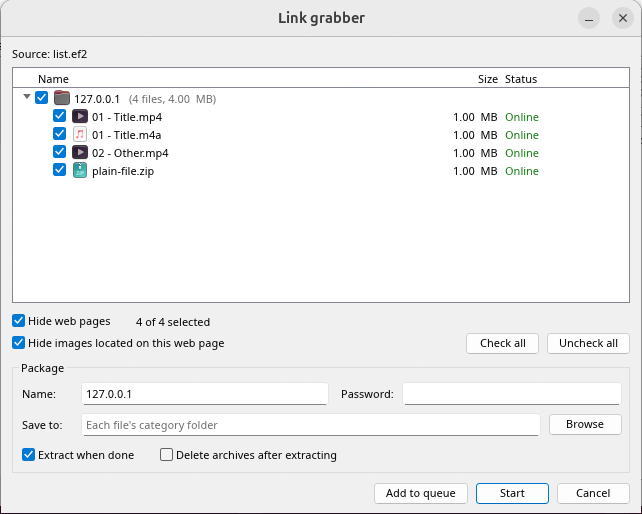 Link grabber
Source: list.ef2
Name Size Status
127.0.0.1 (4 files, 4.00 MB)
01 - Title.mp4 1.00 MB Online
01 - Title.m4a 1.00 MB Online
02 - Other.mp4 1.00 MB Online
plain-file.zip 1.00 MB Online
Hide web pages 4 of 4 selected
Hide images located on this web page Check all Uncheck all
Package
Name: 127.0.0.1 Password:
Save to: Each file's category folder Browse
Extract when done Delete archives after extracting
Add to queue Start Cancel